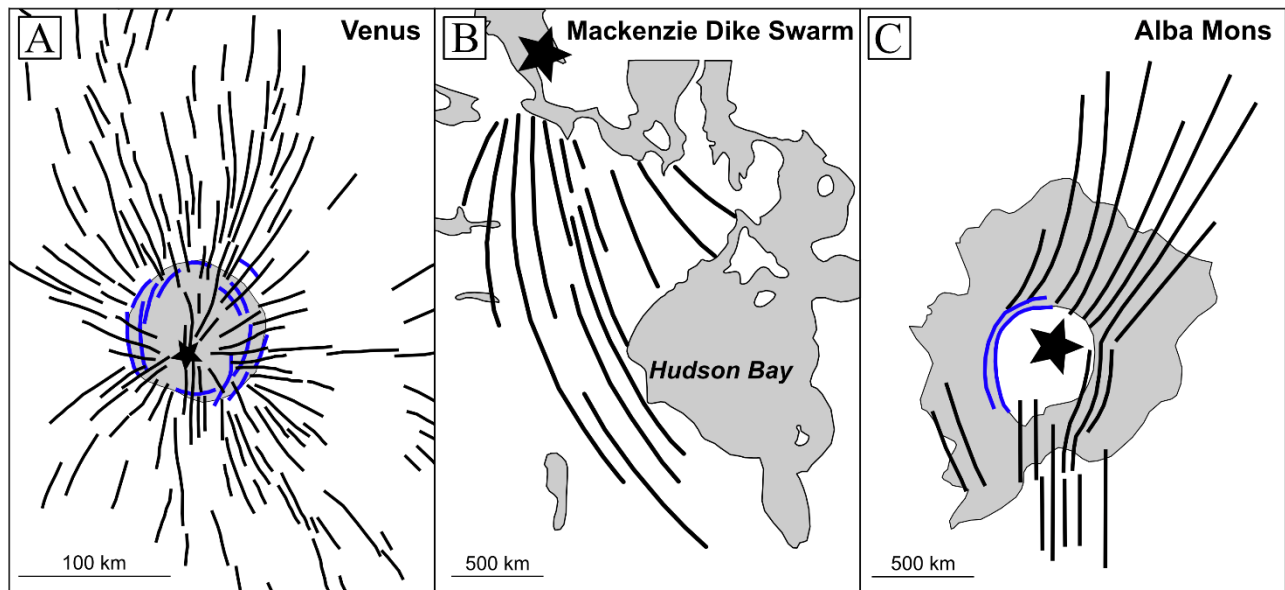 A
Venus
100 km
B
Mackenzie Dike Swarm
Hudson Bay
500 km
C
Alba Mons
500 km